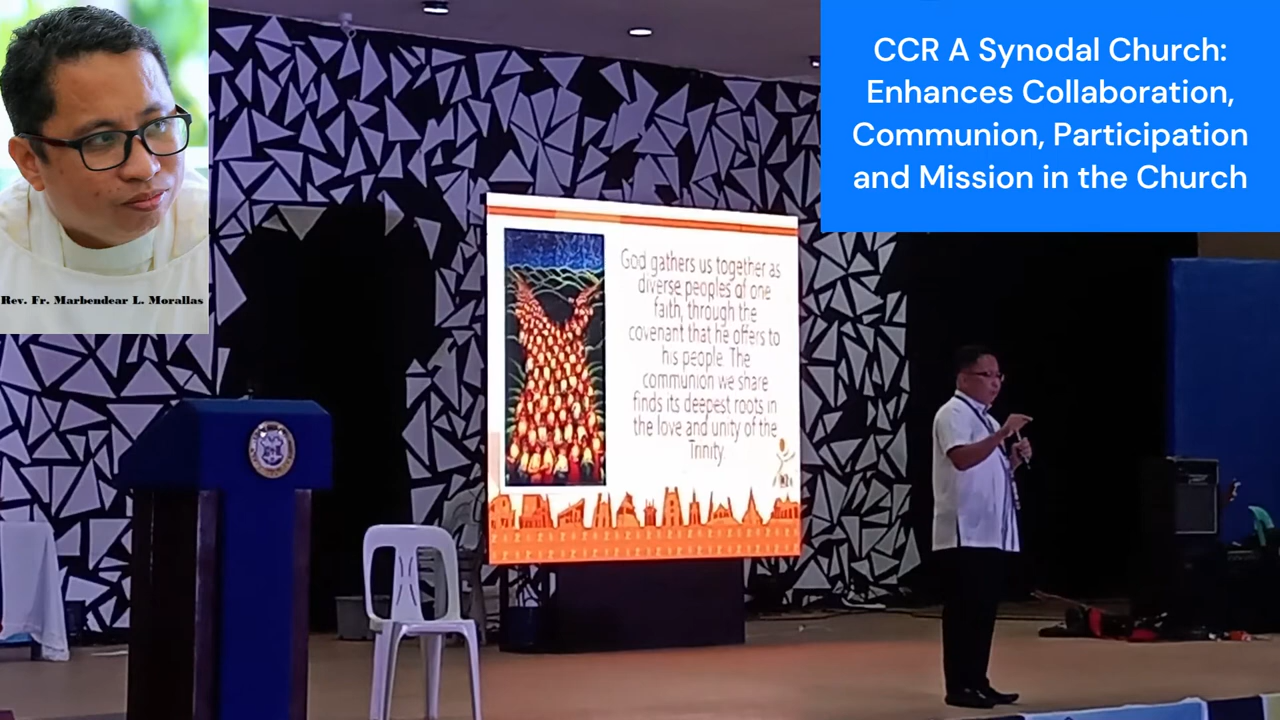 CCR A Synodal Church:
Enhances Collaboration,
Communion, Participation
and Mission in the Church
Rev. Fr. Marbendear L. Morallas
God gathers us together as
diverse peoples of one
faith, through the
covenant that he offers to
his people. The
communion we share
finds its deepest roots in
the love and unity of the
Trinity.